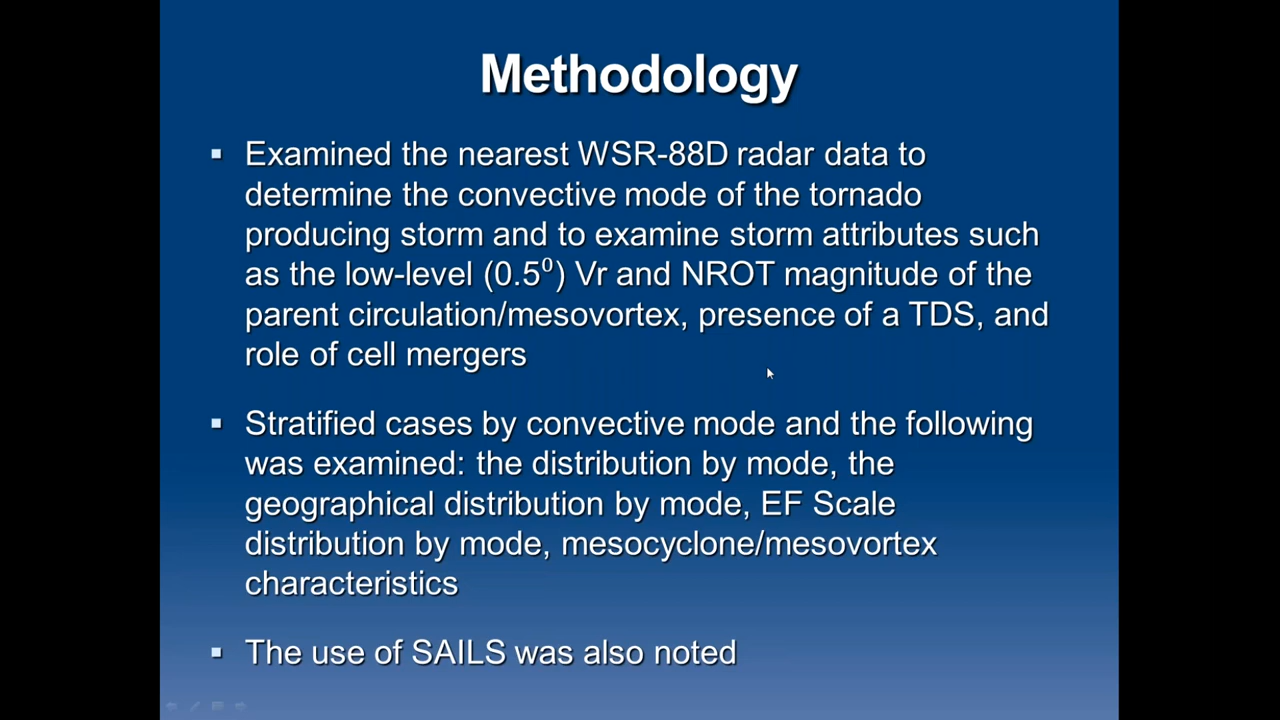 Methodology
▪ Examined the nearest WSR-88D radar data to
determine the convective mode of the tornado
producing storm and to examine storm attributes such
as the low-level (0.5⁰) Vr and NROT magnitude of the
parent circulation/mesovortex, presence of a TDS, and
role of cell mergers
▪ Stratified cases by convective mode and the following
was examined: the distribution by mode, the
geographical distribution by mode, EF Scale
distribution by mode, mesocyclone/mesovortex
characteristics
▪ The use of SAILS was also noted